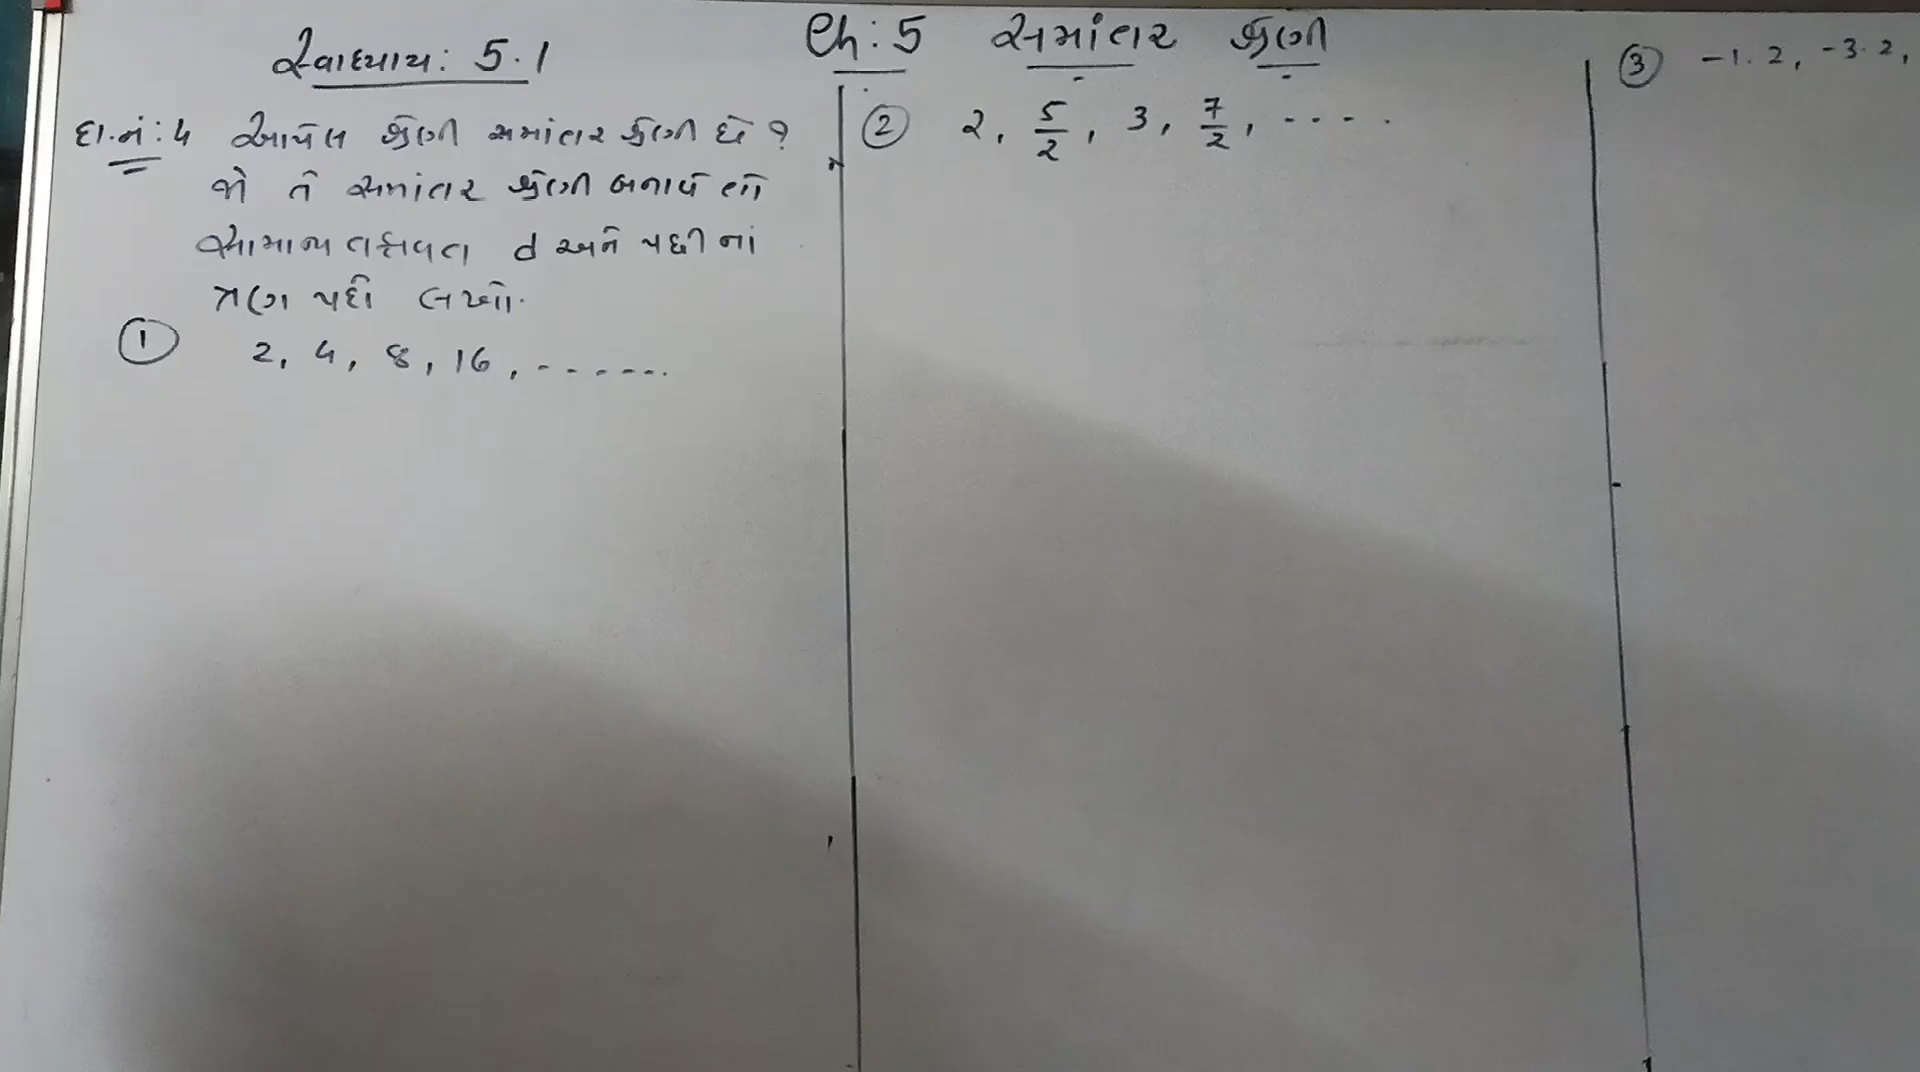 Ch: 5 સમાંતર શ્રેણી
સ્વાધ્યાય: 5.1
દા.નં: 4 આપેલ શ્રેણી સમાંતર શ્રેણી છે ?
જો તે સમાંતર શ્રેણી બનાવે તો
સામાન્ય તફાવત d અને પછી નાં
ત્રણ પદો લખો.
① 2, 4, 8, 16, ......
② 2, 5/2, 3, 7/2, .....
③ -1.2, -3.2,